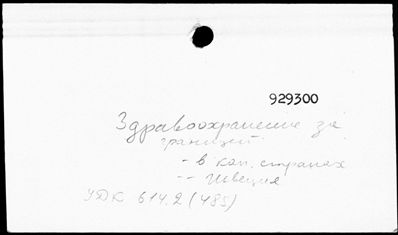 929300
Здравоохранение за
границей
- в кап. странах
-- Швеция
УДК 614.2 (485)